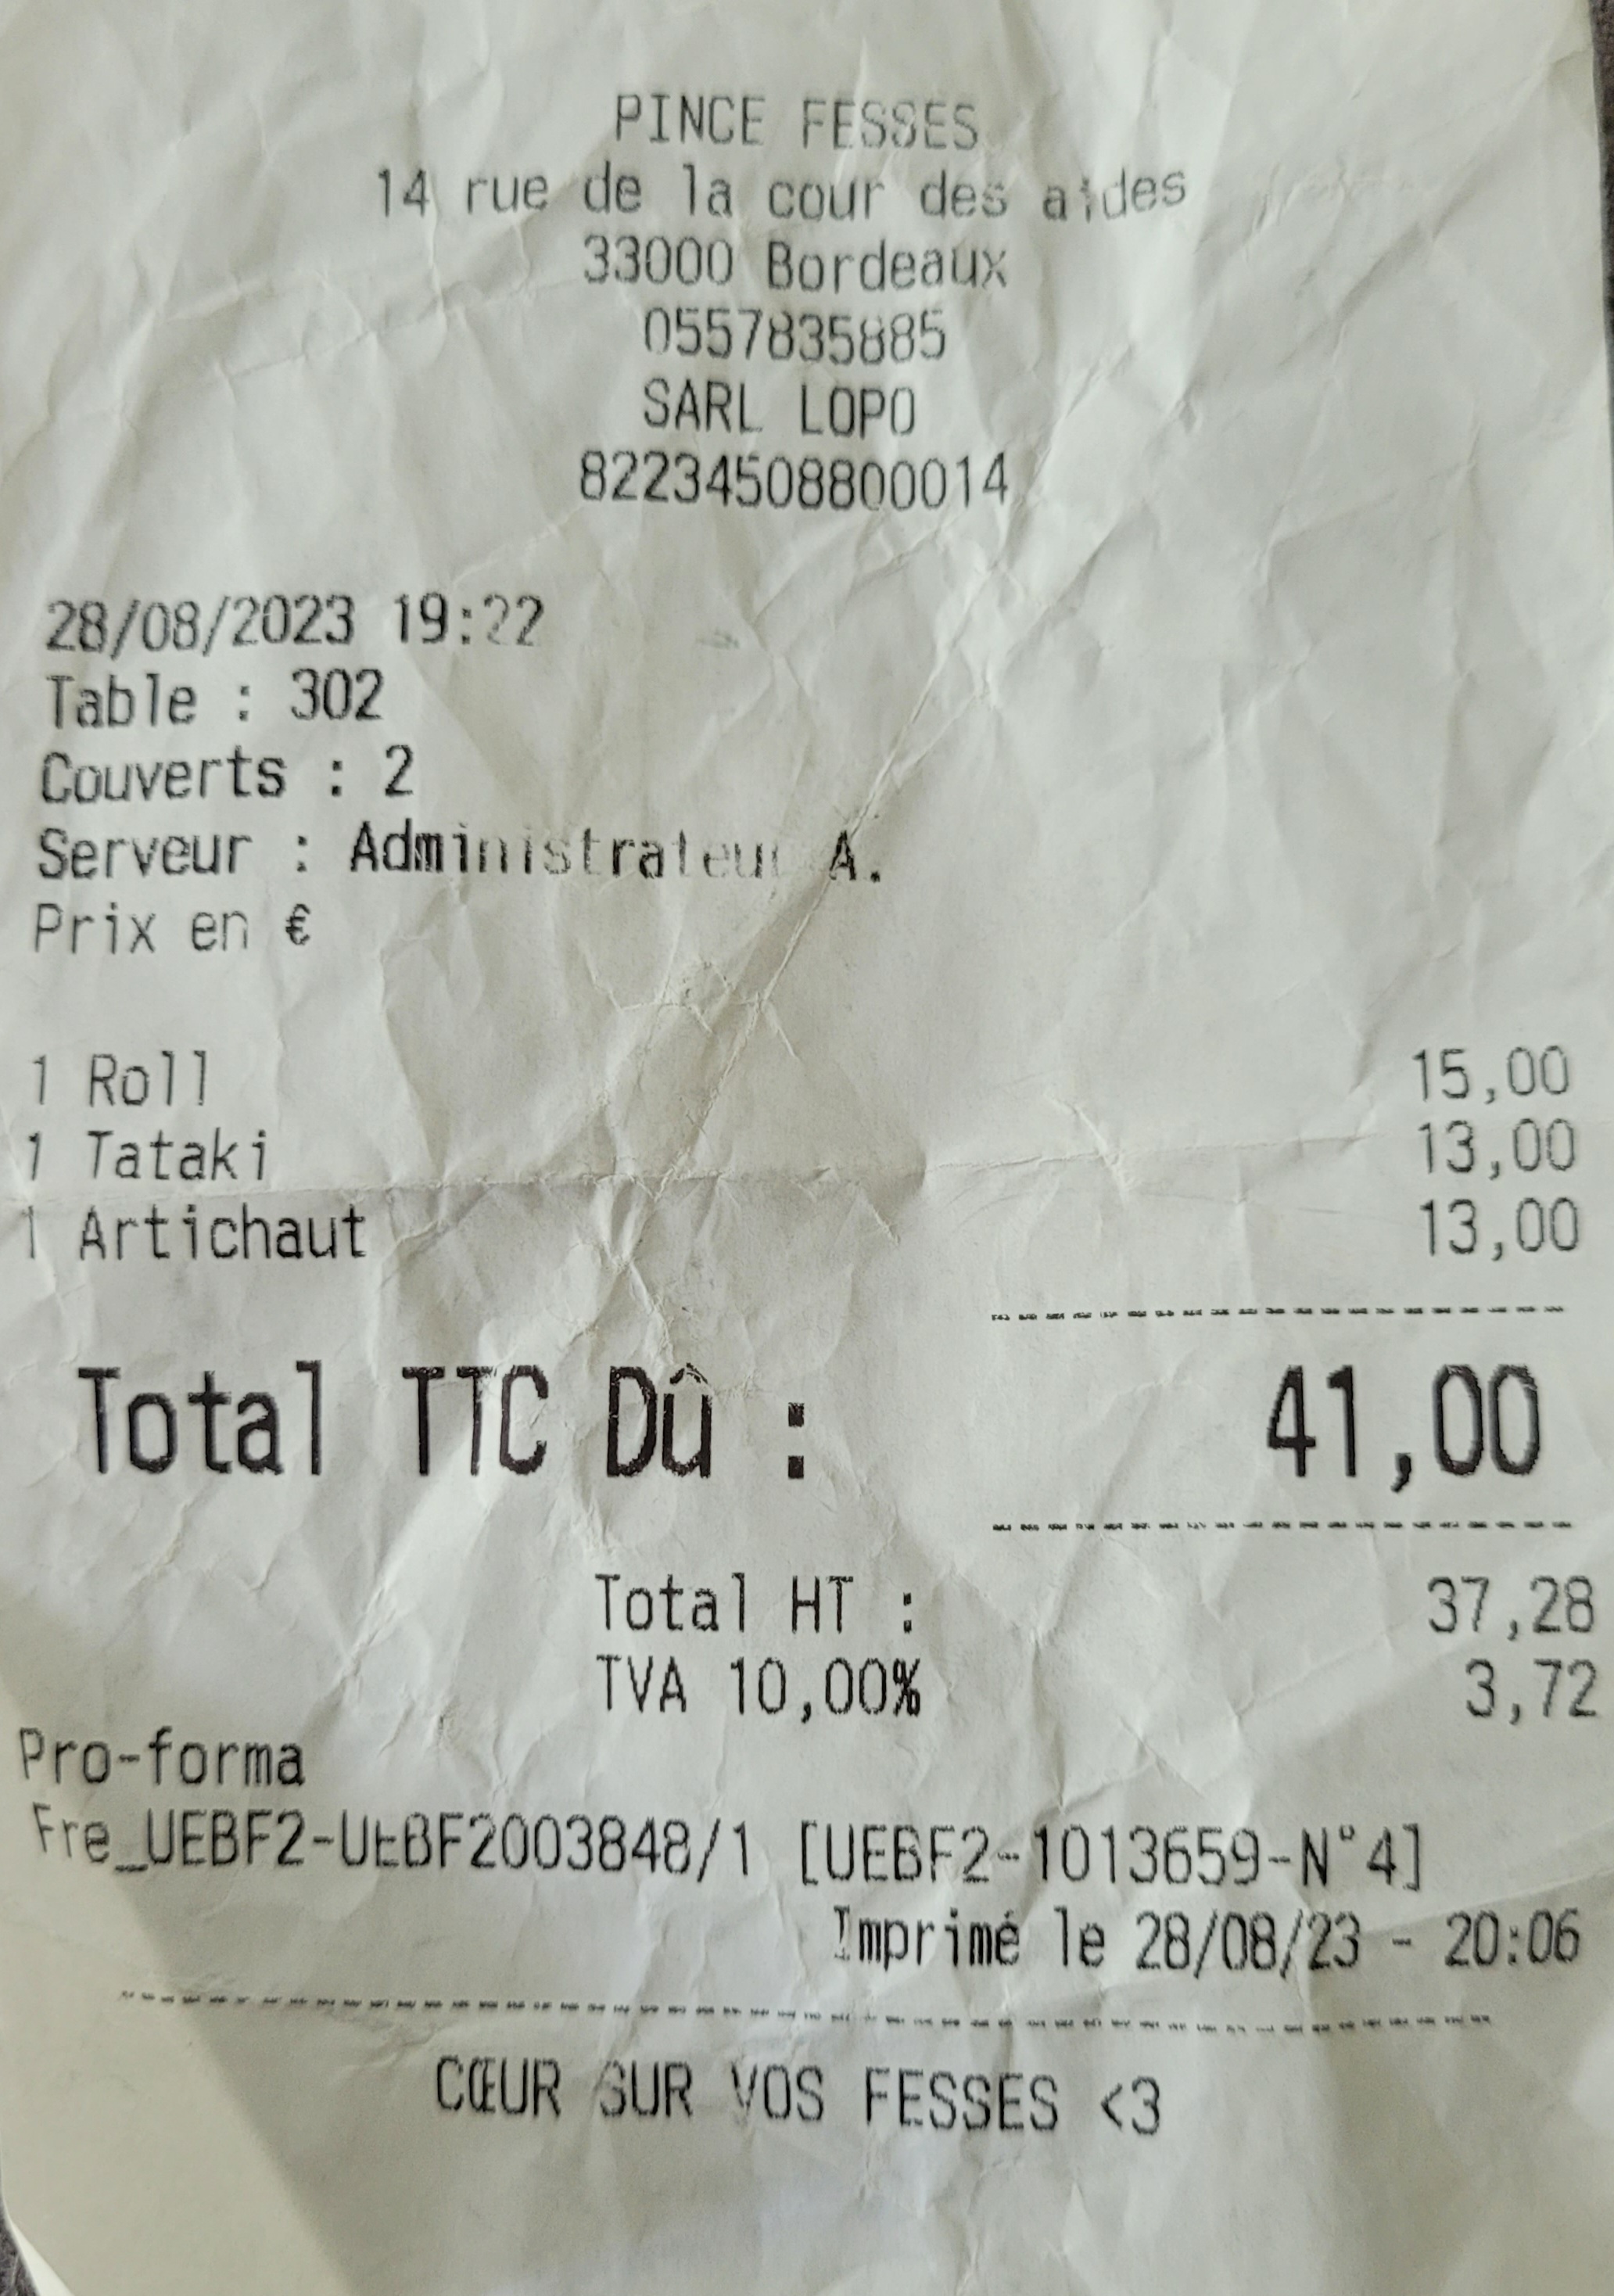 PINCE FESSES
14 rue de la cour des aides
33000 Bordeaux
0557835885
SARL LOPO
82234508800014
28/08/2023 19:22
Table : 302
Couverts : 2
Serveur : Administrateur A.
Prix en €
1 Roll 15,00
1 Tataki 13,00
1 Artichaut 13,00
Total TTC Dû : 41,00
Total HT : 37,28
TVA 10,00% 3,72
Pro-forma
Fre_UEBF2-UEBF2003848/1 [UEBF2-1013659-N°4]
Imprimé le 28/08/23 - 20:06
CŒUR SUR VOS FESSES <3